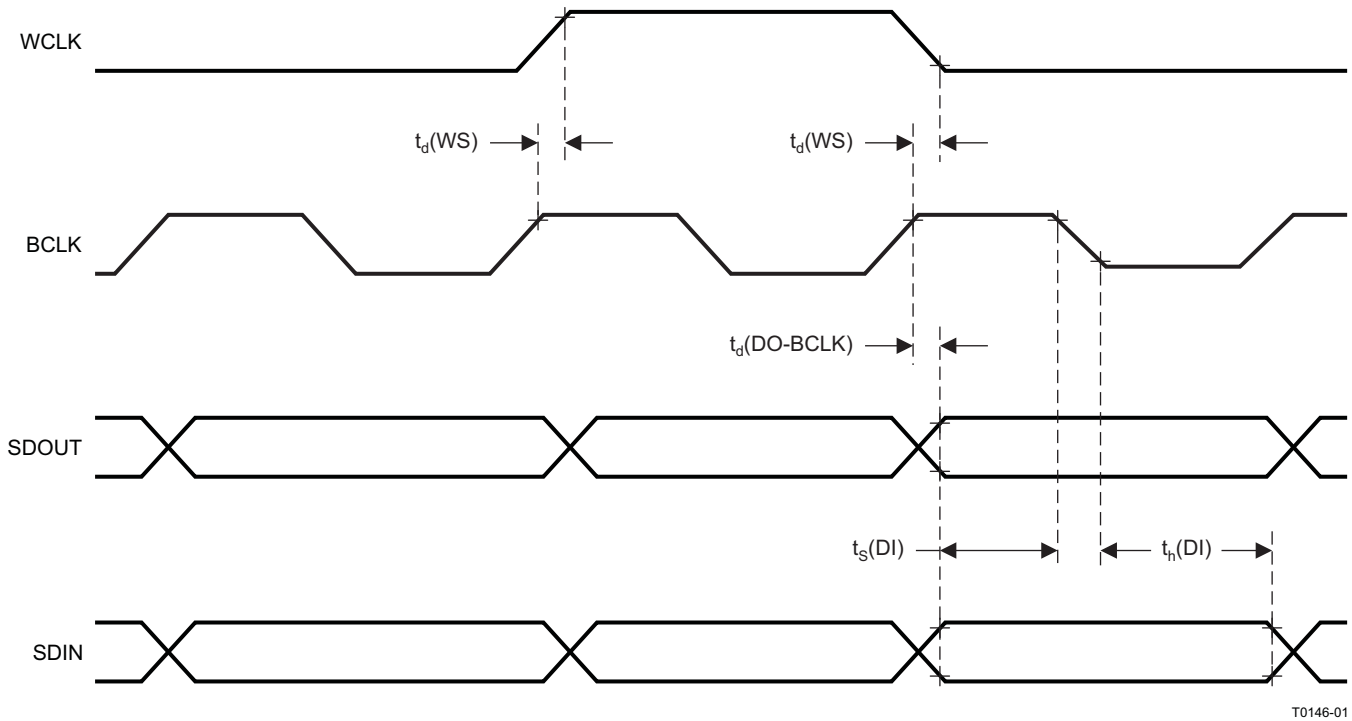 WCLK
t_d(WS) t_d(WS)
BCLK
t_d(DO-BCLK)
SDOUT
t_S(DI) t_h(DI)
SDIN
T0146-01